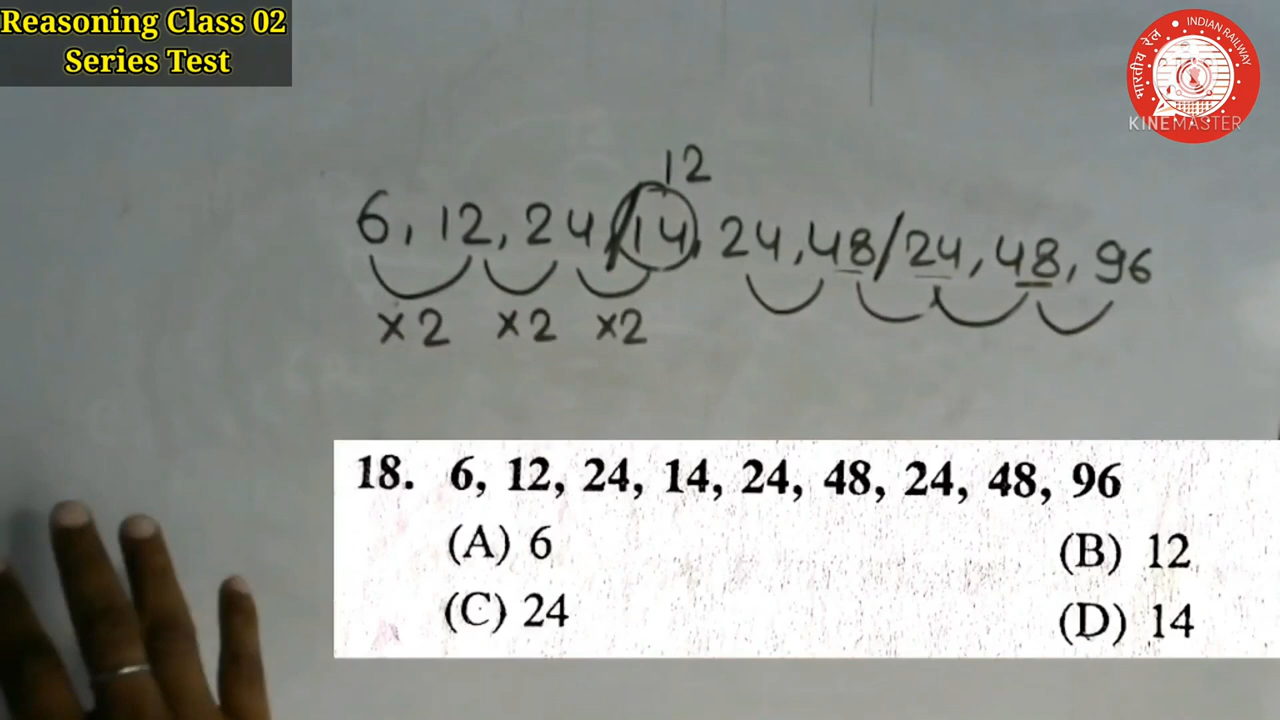 Reasoning Class 02
Series Test
भारतीय रेल INDIAN RAILWAY
KINEMASTER
12
6, 12, 24 / 14, 24, 48 / 24, 48, 96
×2 ×2 ×2
18. 6, 12, 24, 14, 24, 48, 24, 48, 96
(A) 6 (B) 12
(C) 24 (D) 14